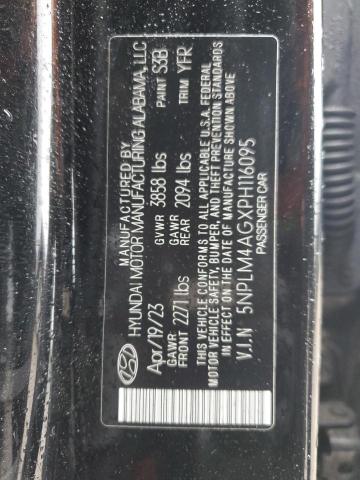 MANUFACTURED BY
HYUNDAI MOTOR MANUFACTURING ALABAMA, LLC
Apr/19/23 GVWR 3858 lbs PAINT S3B
GAWR FRONT 2271 lbs GAWR REAR 2094 lbs TRIM YFR
THIS VEHICLE CONFORMS TO ALL APPLICABLE U.S.A. FEDERAL
MOTOR VEHICLE SAFETY, BUMPER, AND THEFT PREVENTION STANDARDS
IN EFFECT ON THE DATE OF MANUFACTURE SHOWN ABOVE.
V.I.N 5NPLM4AGXPH116095
PASSENGER CAR